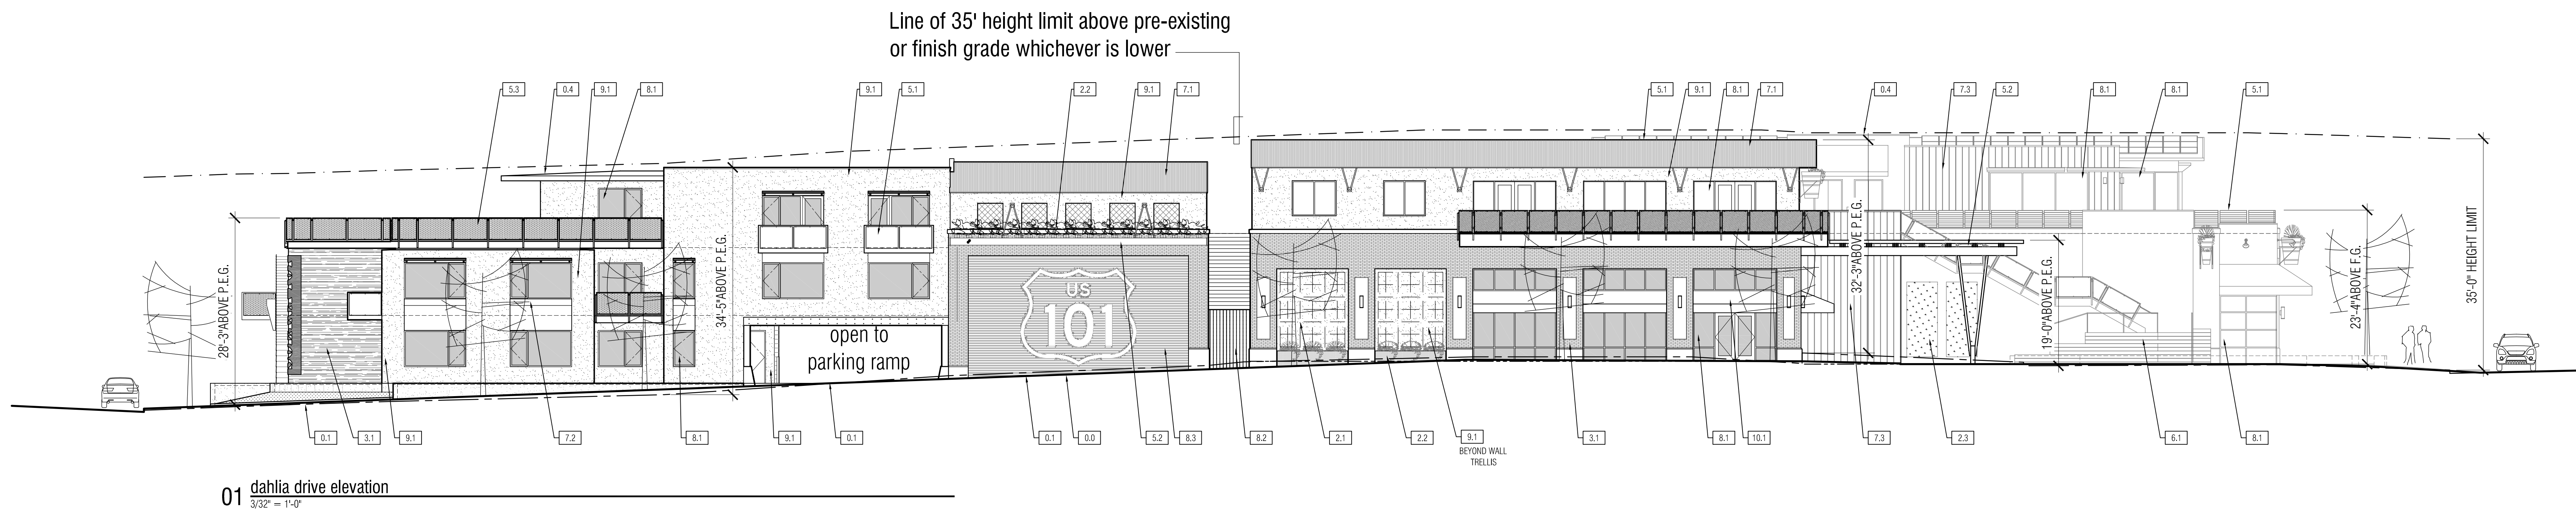 Line of 35' height limit above pre-existing
or finish grade whichever is lower
5.3
0.4
9.1
8.1
9.1
5.1
2.2
9.1
7.1
5.1
9.1
8.1
7.1
0.4
7.3
5.2
8.1
8.1
5.1
28'-3"ABOVE P.E.G.
34'-5"ABOVE P.E.G.
32'-3"ABOVE P.E.G.
19'-0"ABOVE P.E.G.
23'-4"ABOVE F.G.
35'-0" HEIGHT LIMIT
US
101
open to
parking ramp
0.1
3.1
9.1
7.2
8.1
9.1
0.1
0.1
0.0
5.2
8.3
8.2
2.1
2.2
9.1
BEYOND WALL
TRELLIS
3.1
8.1
10.1
7.3
2.3
6.1
8.1
01 dahlia drive elevation
3/32" = 1'-0"